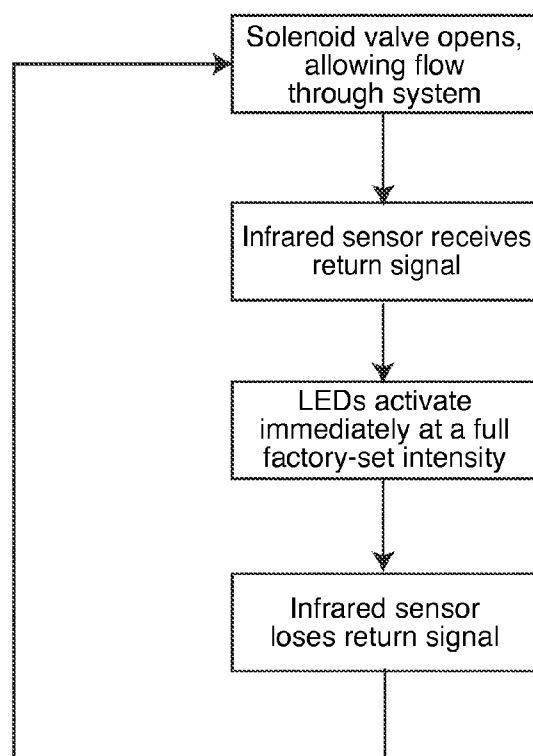 Solenoid valve opens,
allowing flow
through system
Infrared sensor receives
return signal
LEDs activate
immediately at a full
factory-set intensity
Infrared sensor
loses return signal